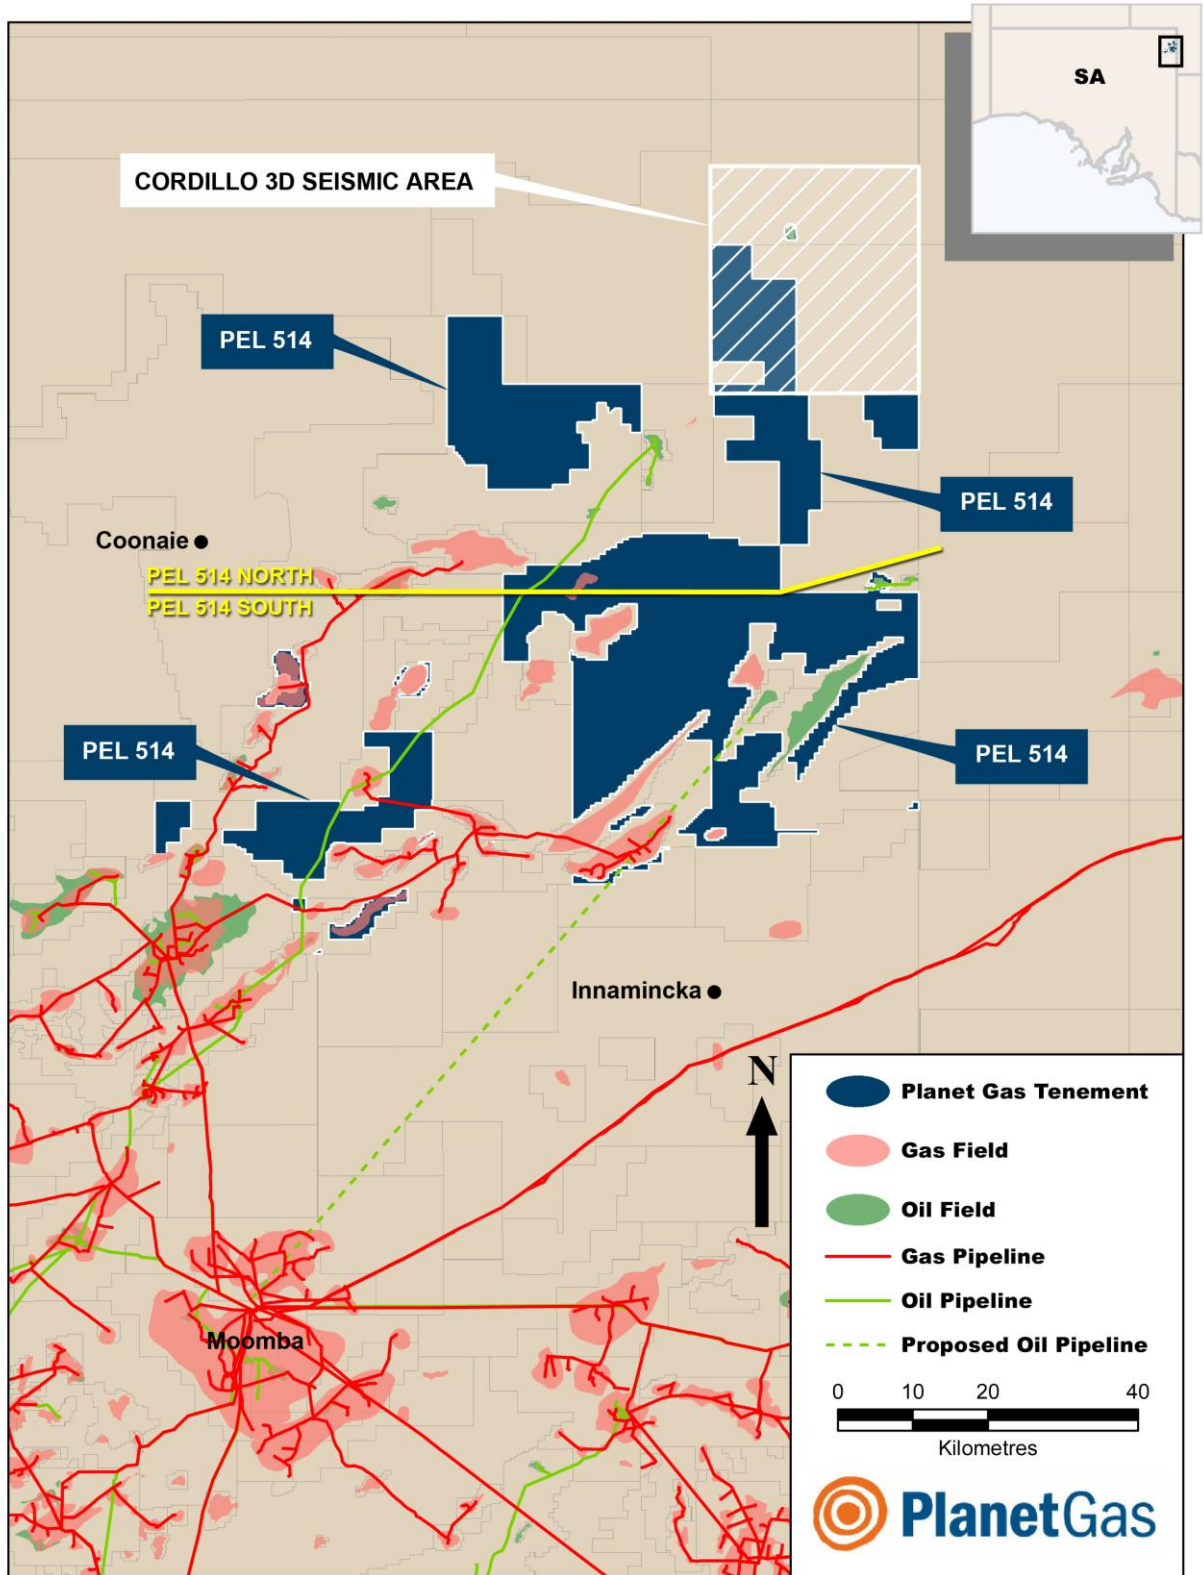 SA
CORDILLO 3D SEISMIC AREA
PEL 514
PEL 514
Coonaie
PEL 514 NORTH
PEL 514 SOUTH
PEL 514
PEL 514
Innamincka
N
Moomba
Planet Gas Tenement
Gas Field
Oil Field
Gas Pipeline
Oil Pipeline
Proposed Oil Pipeline
0 10 20 40
Kilometres
PlanetGas